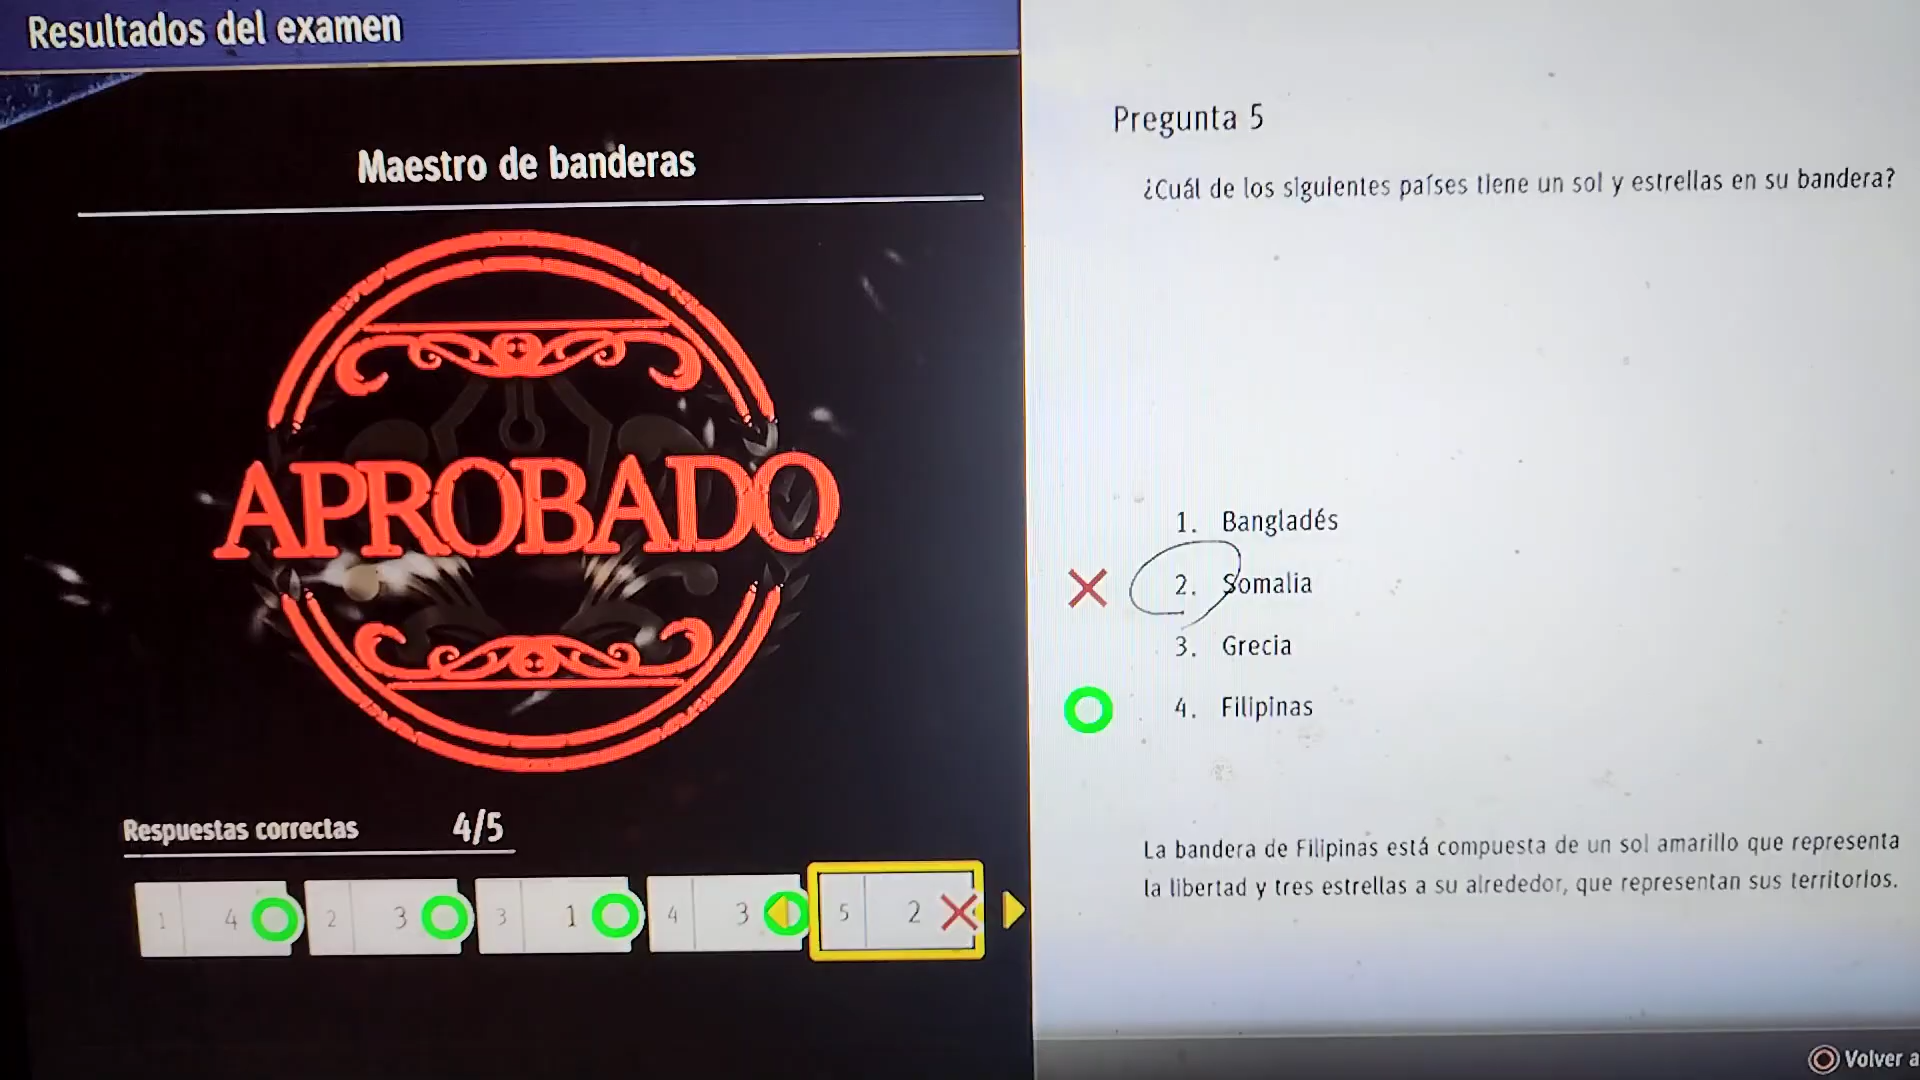 Resultados del examen
Maestro de banderas
APROBADO
Respuestas correctas 4/5
1 4
2 3
3 1
4 3
5 2
Pregunta 5
¿Cuál de los siguientes países tiene un sol y estrellas en su bandera?
1. Bangladés
2. Somalia
3. Grecia
4. Filipinas
La bandera de Filipinas está compuesta de un sol amarillo que representa
la libertad y tres estrellas a su alrededor, que representan sus territorios.
Volver a